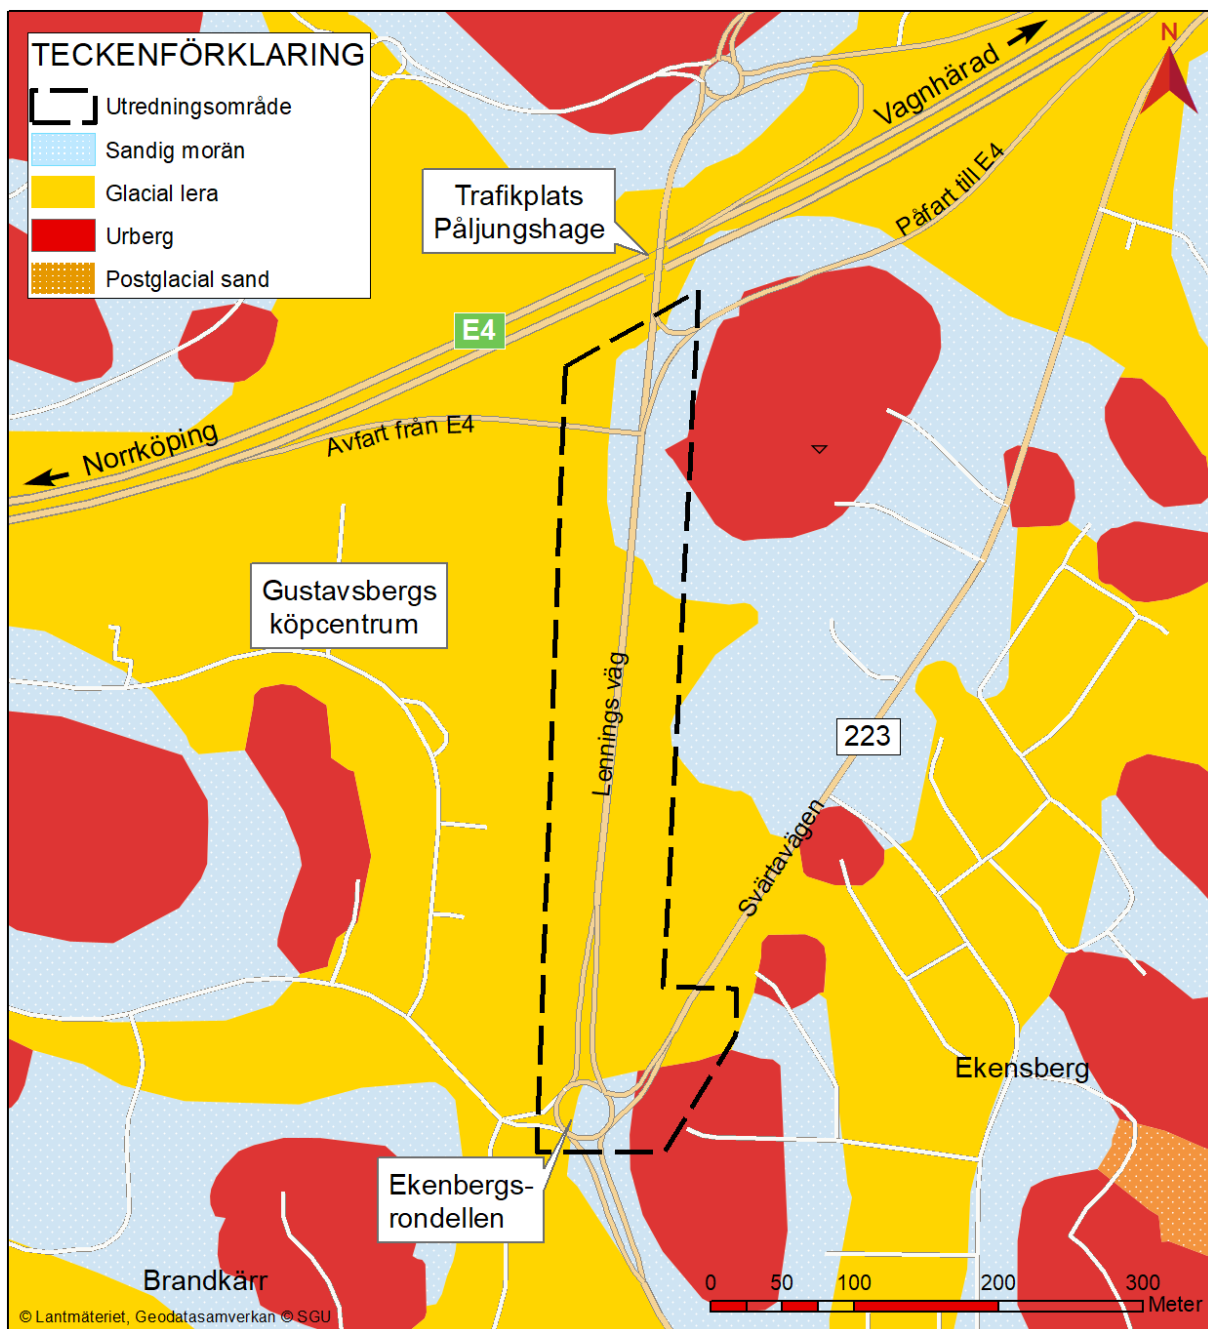 TECKENFÖRKLARING
Utredningsområde
Sandig morän
Glacial lera
Urberg
Postglacial sand
N
Vagnhärad
Trafikplats
Påljungshage
Påfart till E4
E4
Norrköping
Avfart från E4
Gustavsbergs
köpcentrum
Lennings väg
223
Svärtavägen
Ekensberg
Ekenbergs-
rondellen
Brandkärr
0 50 100 200 300
Meter
© Lantmäteriet, Geodatasamverkan © SGU